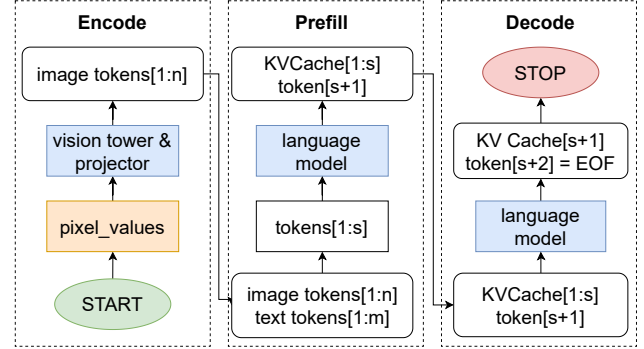 Encode
image tokens[1:n]
vision tower &
projector
pixel_values
START
Prefill
KVCache[1:s]
token[s+1]
language
model
tokens[1:s]
image tokens[1:n]
text tokens[1:m]
Decode
STOP
KV Cache[s+1]
token[s+2] = EOF
language
model
KVCache[1:s]
token[s+1]